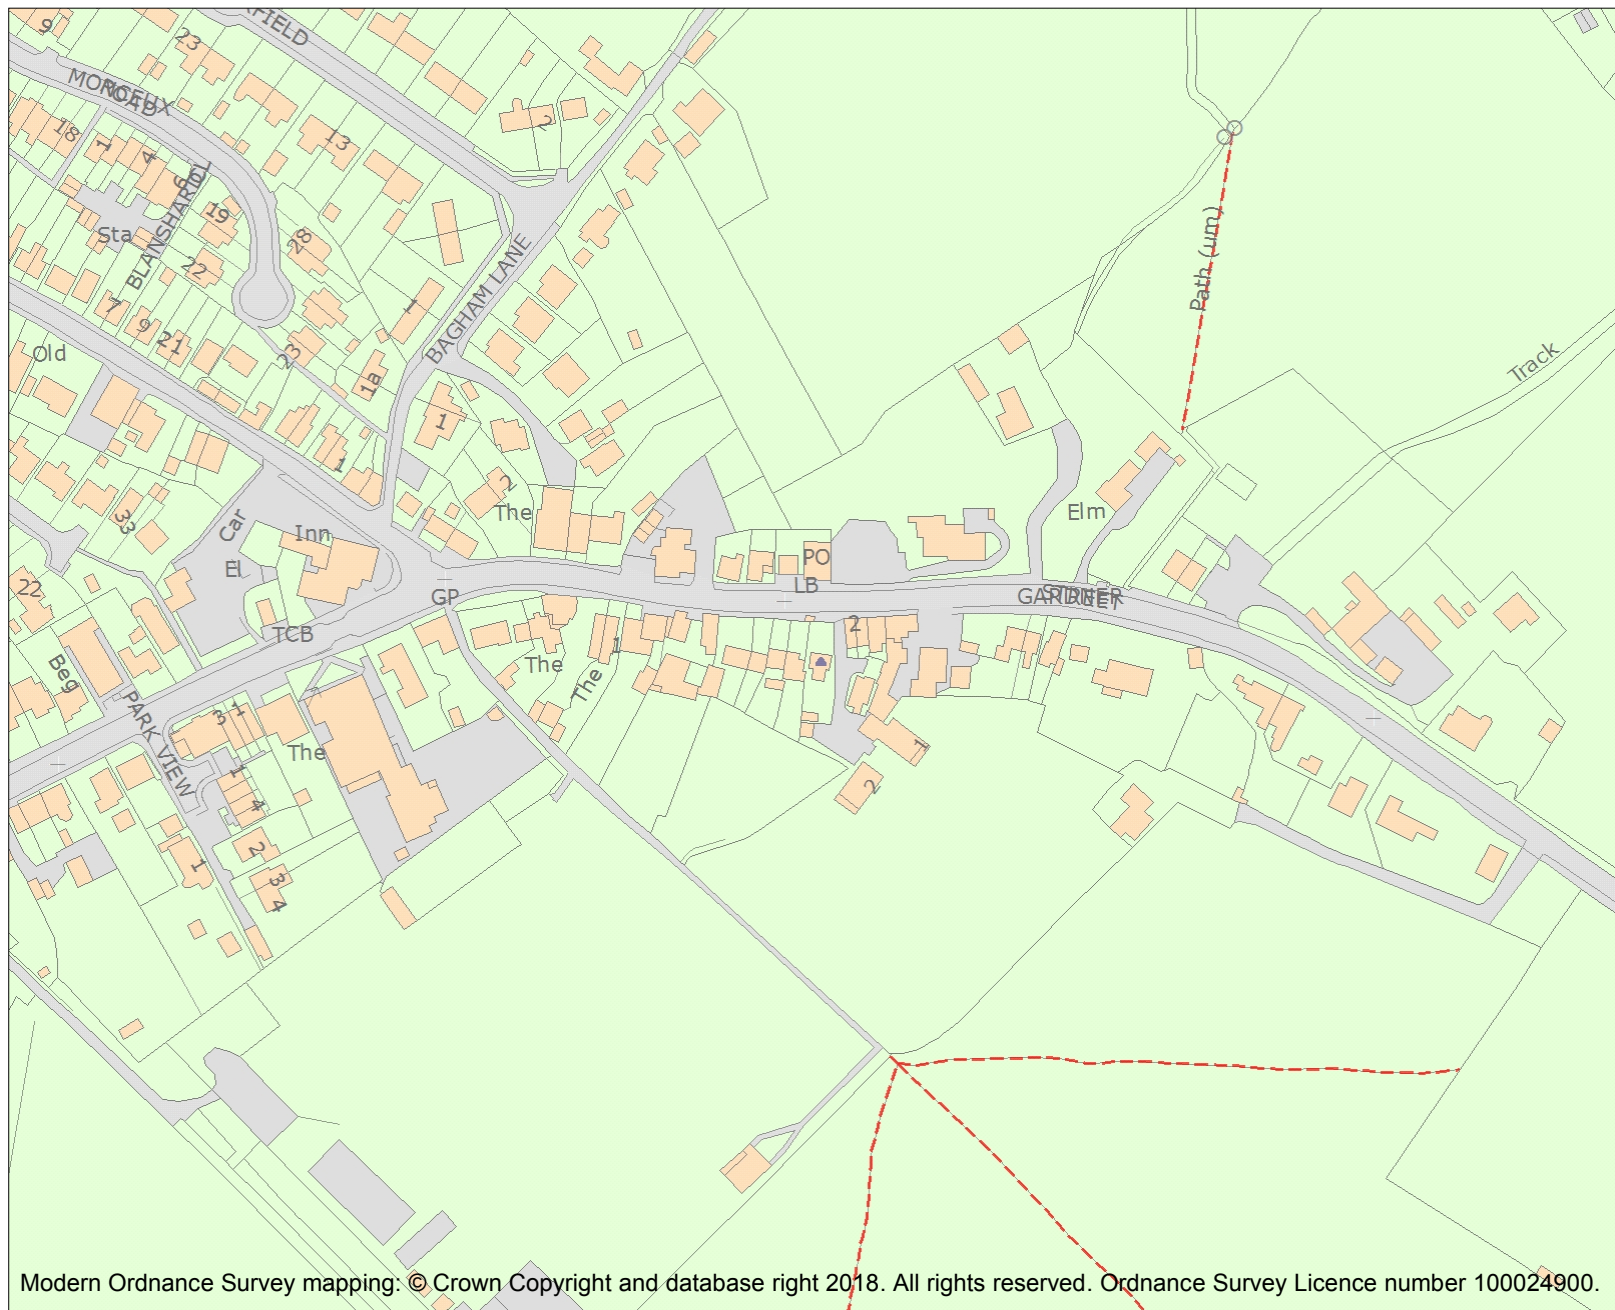 9
23
FIELD
MONCEUX
ROAD
18
1
4
6
CL
2
13
19
BLANSHARD
Sta
28
22
7
9
21
23
1
1a
BAGHAM LANE
Path (um)
Track
Old
1
1
2
The
33
Car
Inn
El
Elm
PO
LB
GP
GARDNER
STREET
22
TCB
Beg
2
1
The
The
PARK VIEW
3
1
The
1
4
1
2
2
1
3
4
Modern Ordnance Survey mapping: © Crown Copyright and database right 2018. All rights reserved. Ordnance Survey Licence number 100024900.